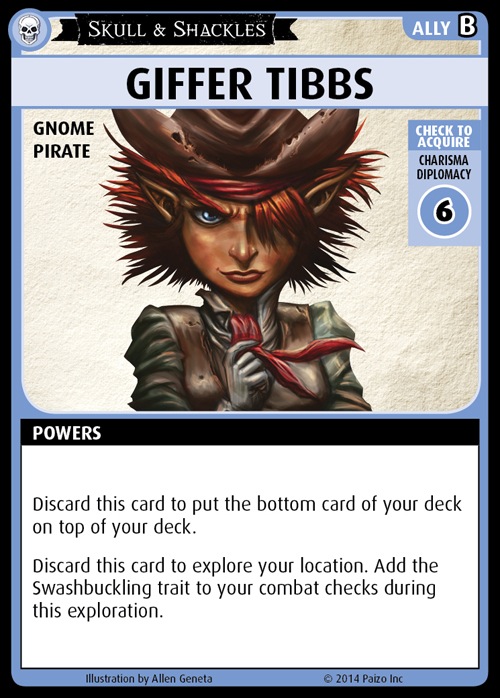 SKULL & SHACKLES
ALLY B
GIFFER TIBBS
GNOME
PIRATE
CHECK TO
ACQUIRE
CHARISMA
DIPLOMACY
6
POWERS
Discard this card to put the bottom card of your deck
on top of your deck.
Discard this card to explore your location. Add the
Swashbuckling trait to your combat checks during
this exploration.
Illustration by Allen Geneta
© 2014 Paizo Inc